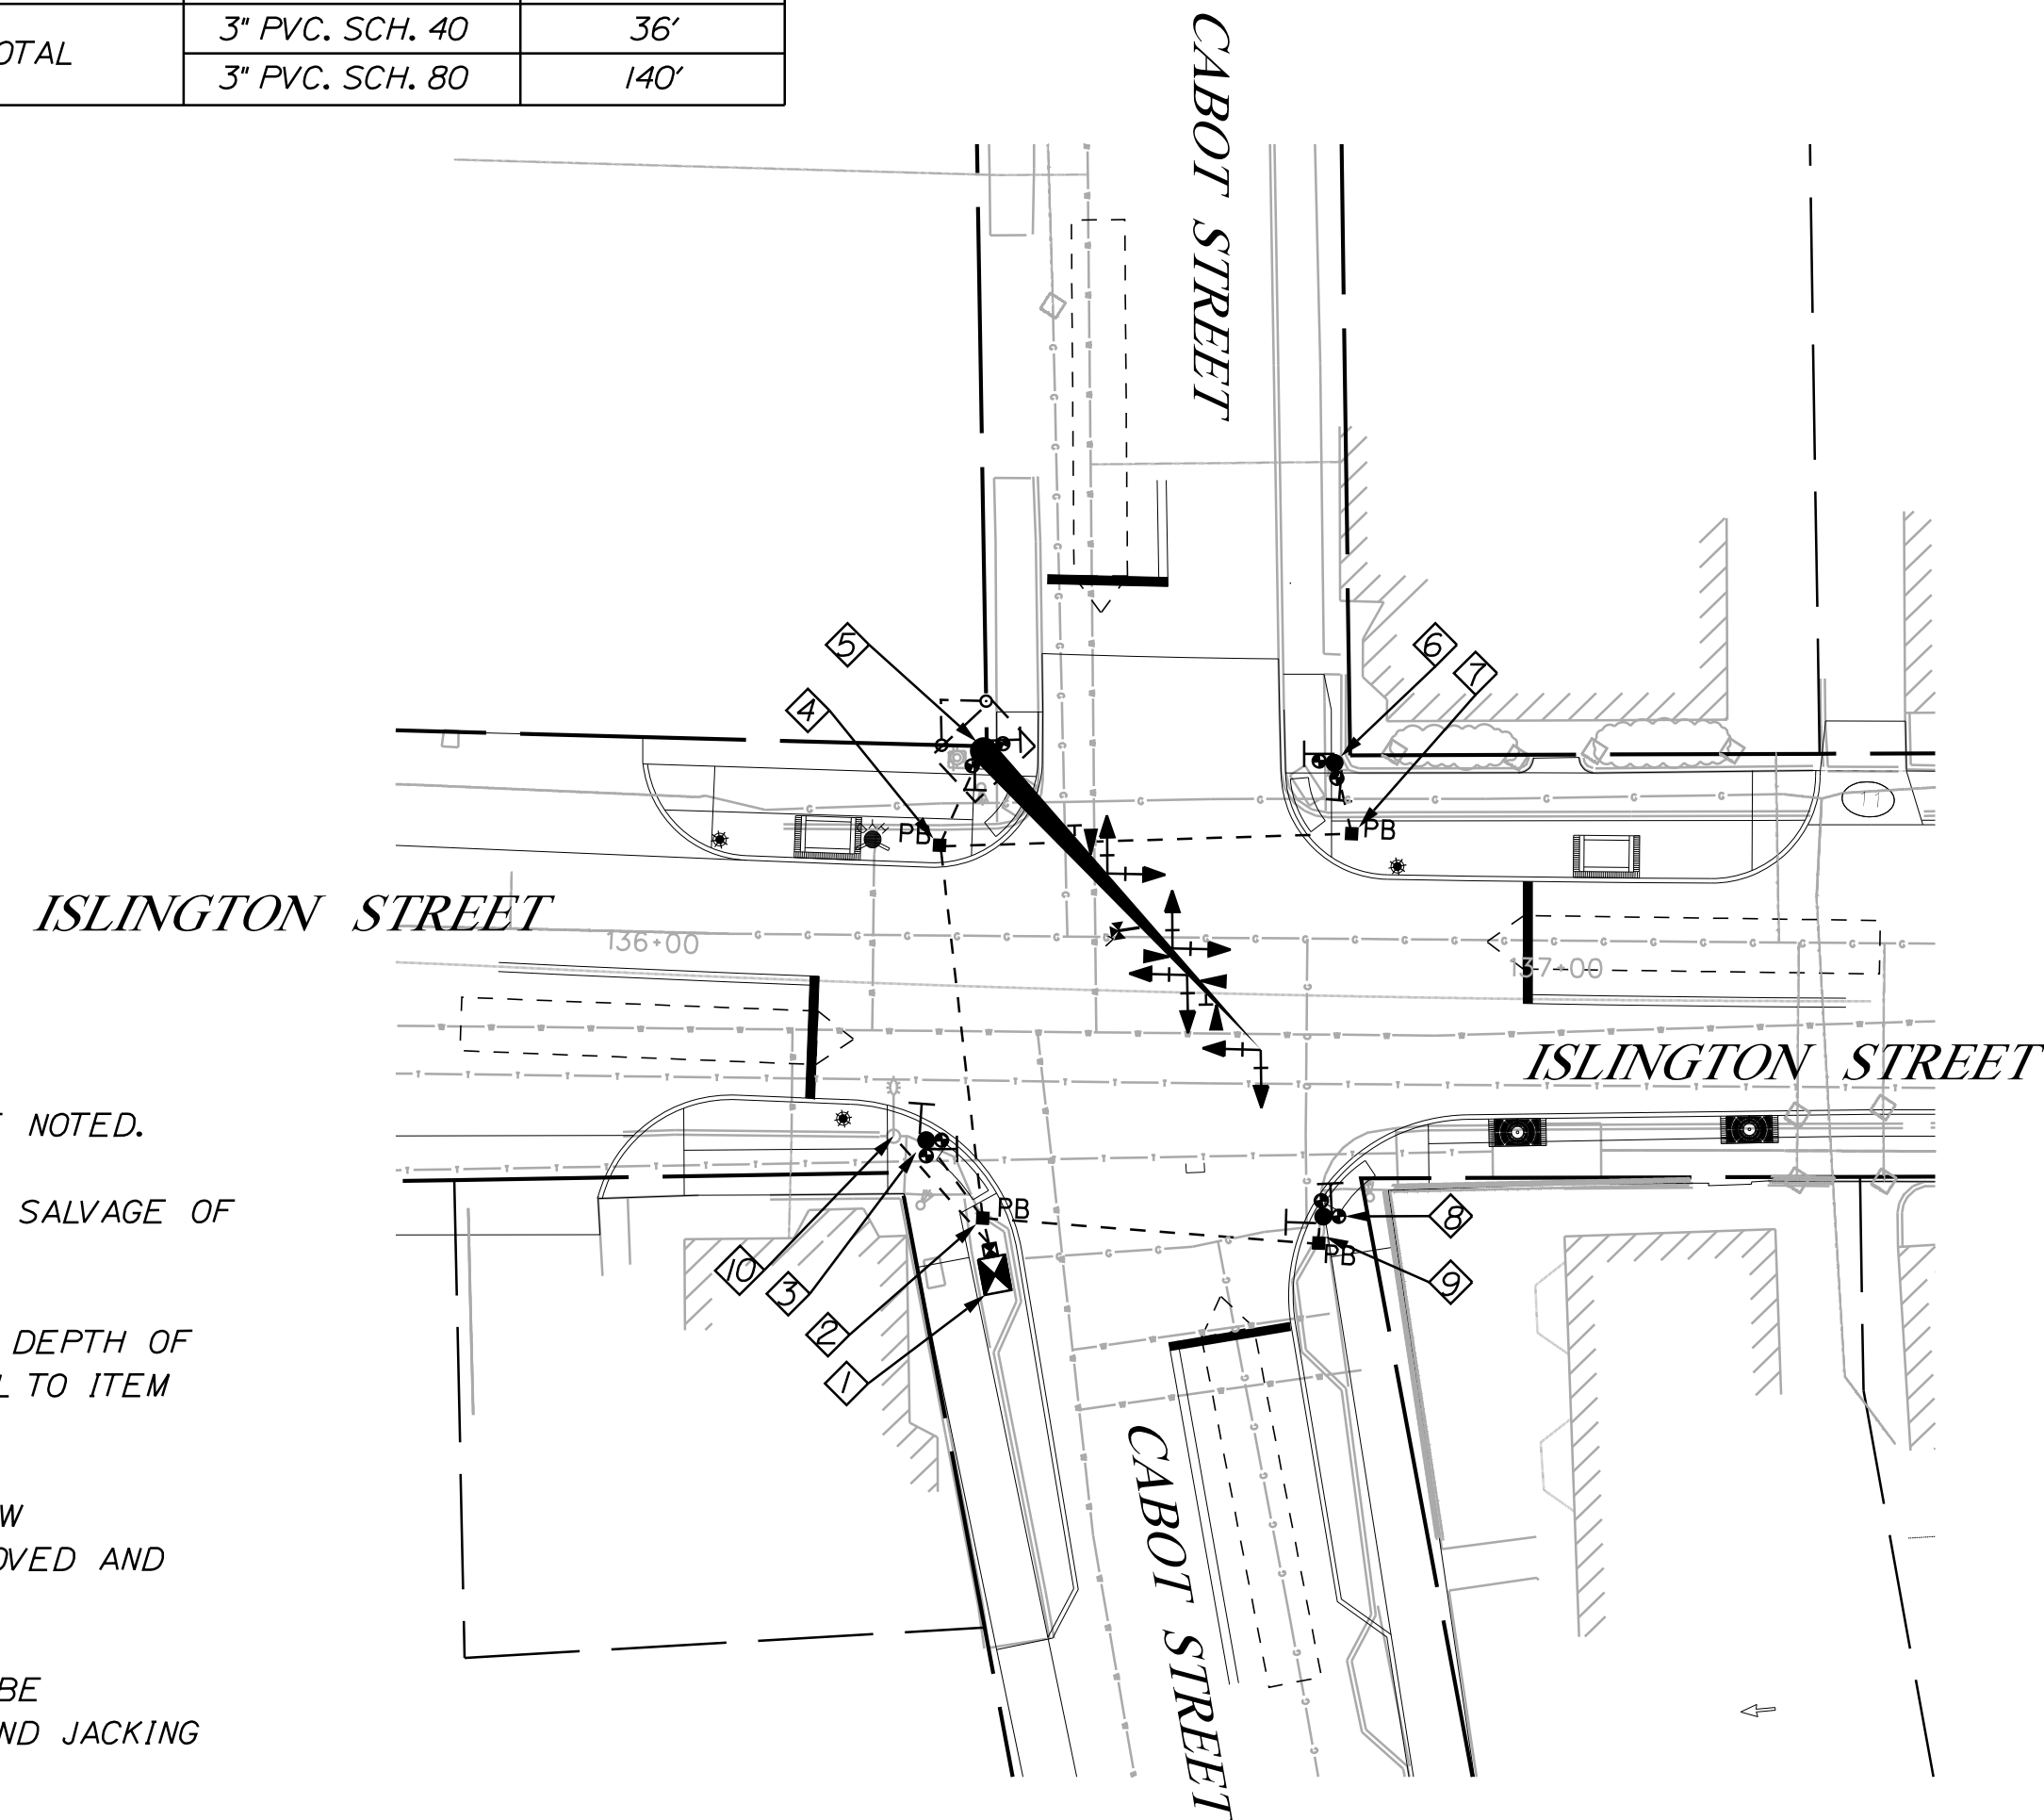 3" PVC. SCH. 40 36'
OTAL
3" PVC. SCH. 80 140'
CABOT STREET
5
6
7
4
PB
PB
ISLINGTON STREET
136+00
137+00
ISLINGTON STREET
NOTED.
SALVAGE OF
PB
8
PB
10
3
9
2
1
DEPTH OF
L TO ITEM
CABOT STREET
W
OVED AND
BE
ND JACKING